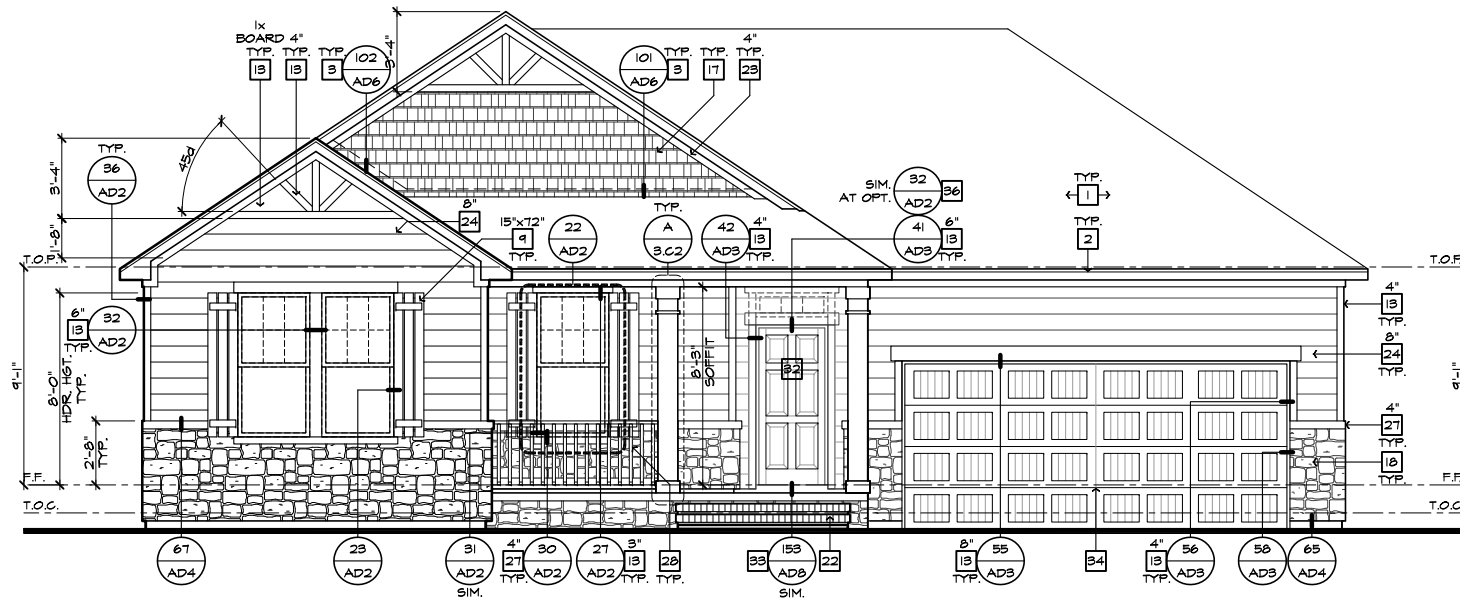 1x
BOARD 4"
TYP. TYP. TYP. 102 101 TYP. TYP. 4" TYP.
13 13 3 AD6 AD6 3 17 23
3'-4"
45d
TYP.
36
AD2
3'-4"
1'-8"
8"
24
15"x72"
9
TYP.
22
AD2
TYP.
A
3.C2
42
AD3
4"
13
TYP.
SIM.
AT OPT.
32
AD2
36
41
AD3
6"
13
TYP.
TYP.
1
TYP.
2
T.O.P.
9'-1"
6"
13
TYP.
32
AD2
8'-0"
HDR. HGT.
TYP.
2'-8"
TYP.
8'-3"
SOFFIT
32
4"
13
TYP.
8"
24
TYP.
4"
27
TYP.
18
TYP.
9'-1"
F.F.
F.F.
T.O.C.
67
AD4
23
AD2
31
AD2
SIM.
4"
27
TYP.
30
AD2
27
AD2
3"
13
TYP.
28
TYP.
33
153
AD8
SIM.
22
8"
13
TYP.
55
AD3
34
4"
13
TYP.
56
AD3
58
AD3
65
AD4